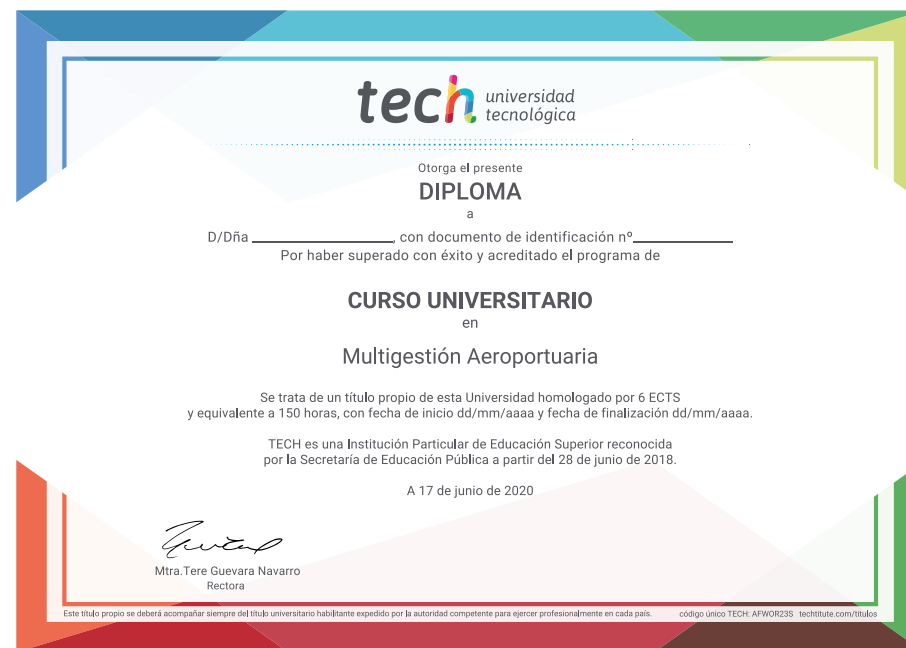 tech universidad
tecnológica
Otorga el presente
DIPLOMA
a
D/Dña ____________________, con documento de identificación nº______________
Por haber superado con éxito y acreditado el programa de
CURSO UNIVERSITARIO
en
Multigestión Aeroportuaria
Se trata de un título propio de esta Universidad homologado por 6 ECTS
y equivalente a 150 horas, con fecha de inicio dd/mm/aaaa y fecha de finalización dd/mm/aaaa.
TECH es una Institución Particular de Educación Superior reconocida
por la Secretaría de Educación Pública a partir del 28 de junio de 2018.
A 17 de junio de 2020
Mtra.Tere Guevara Navarro
Rectora
Este título propio se deberá acompañar siempre del título universitario habilitante expedido por la autoridad competente para ejercer profesionalmente en cada país. código único TECH: AFWOR23S techtitute.com/titulos